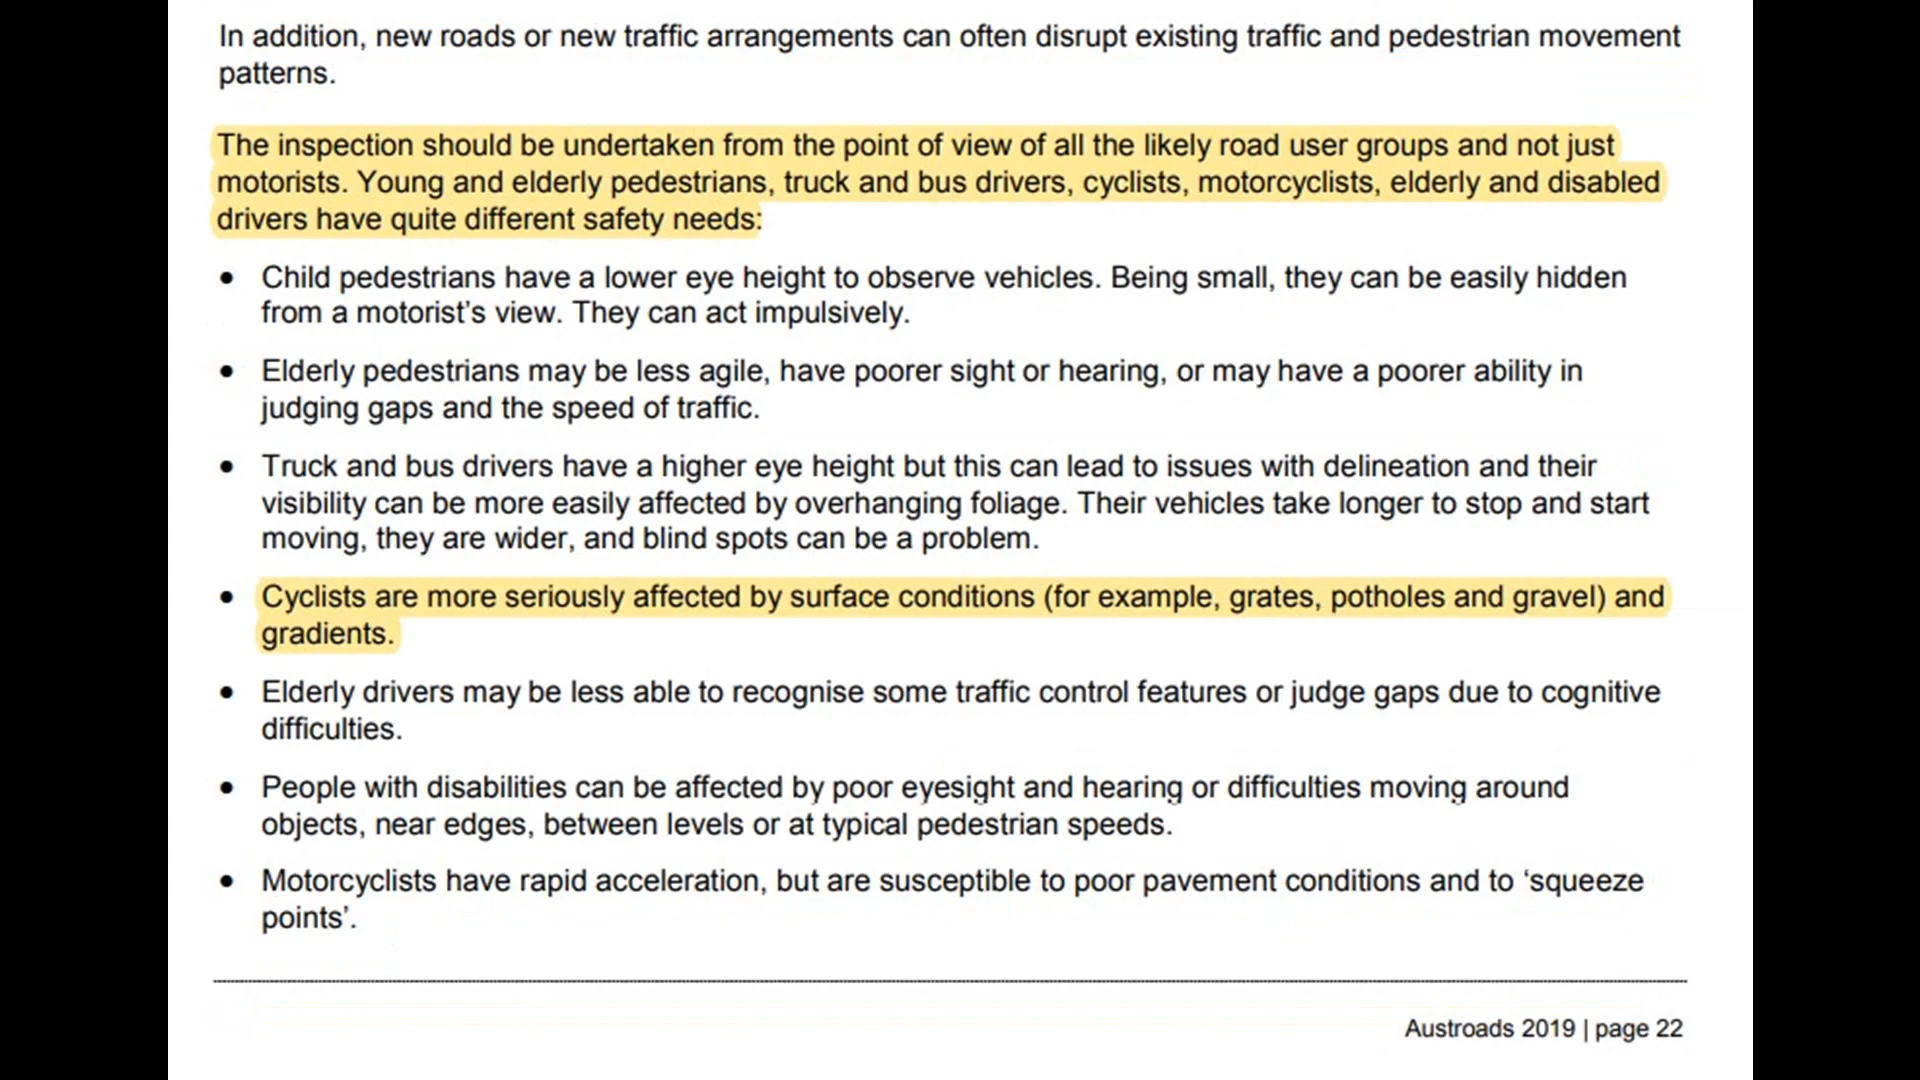 In addition, new roads or new traffic arrangements can often disrupt existing traffic and pedestrian movement
patterns.
The inspection should be undertaken from the point of view of all the likely road user groups and not just
motorists. Young and elderly pedestrians, truck and bus drivers, cyclists, motorcyclists, elderly and disabled
drivers have quite different safety needs:
• Child pedestrians have a lower eye height to observe vehicles. Being small, they can be easily hidden
from a motorist’s view. They can act impulsively.
• Elderly pedestrians may be less agile, have poorer sight or hearing, or may have a poorer ability in
judging gaps and the speed of traffic.
• Truck and bus drivers have a higher eye height but this can lead to issues with delineation and their
visibility can be more easily affected by overhanging foliage. Their vehicles take longer to stop and start
moving, they are wider, and blind spots can be a problem.
• Cyclists are more seriously affected by surface conditions (for example, grates, potholes and gravel) and
gradients.
• Elderly drivers may be less able to recognise some traffic control features or judge gaps due to cognitive
difficulties.
• People with disabilities can be affected by poor eyesight and hearing or difficulties moving around
objects, near edges, between levels or at typical pedestrian speeds.
• Motorcyclists have rapid acceleration, but are susceptible to poor pavement conditions and to ‘squeeze
points’.
Austroads 2019 | page 22